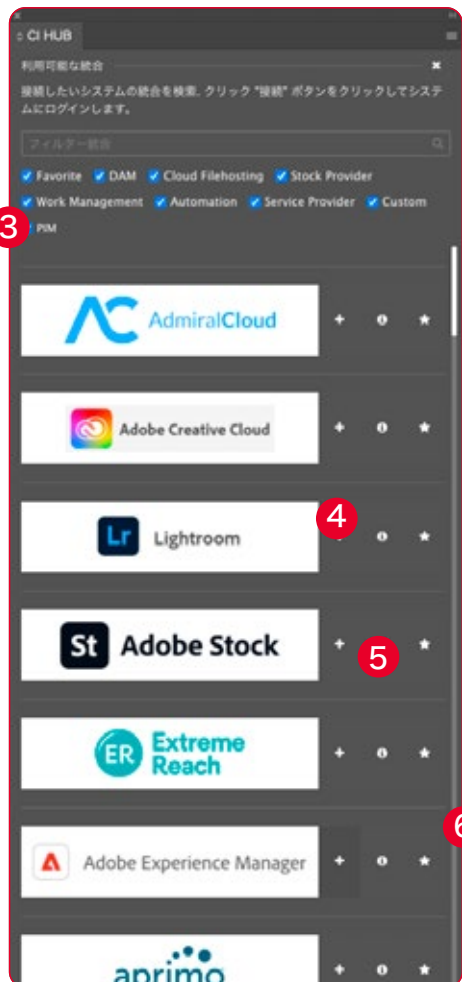 CI HUB
利用可能な統合
接続したいシステムの統合を検索. クリック "接続" ボタンをクリックしてシステ
ムにログインします。
フィルター統合
Favorite DAM Cloud Filehosting Stock Provider
Work Management Automation Service Provider Custom
3 PIM
AdmiralCloud
Adobe Creative Cloud
Lr Lightroom 4
St Adobe Stock
5
ER Extreme
Reach
6
Adobe Experience Manager
aprimo